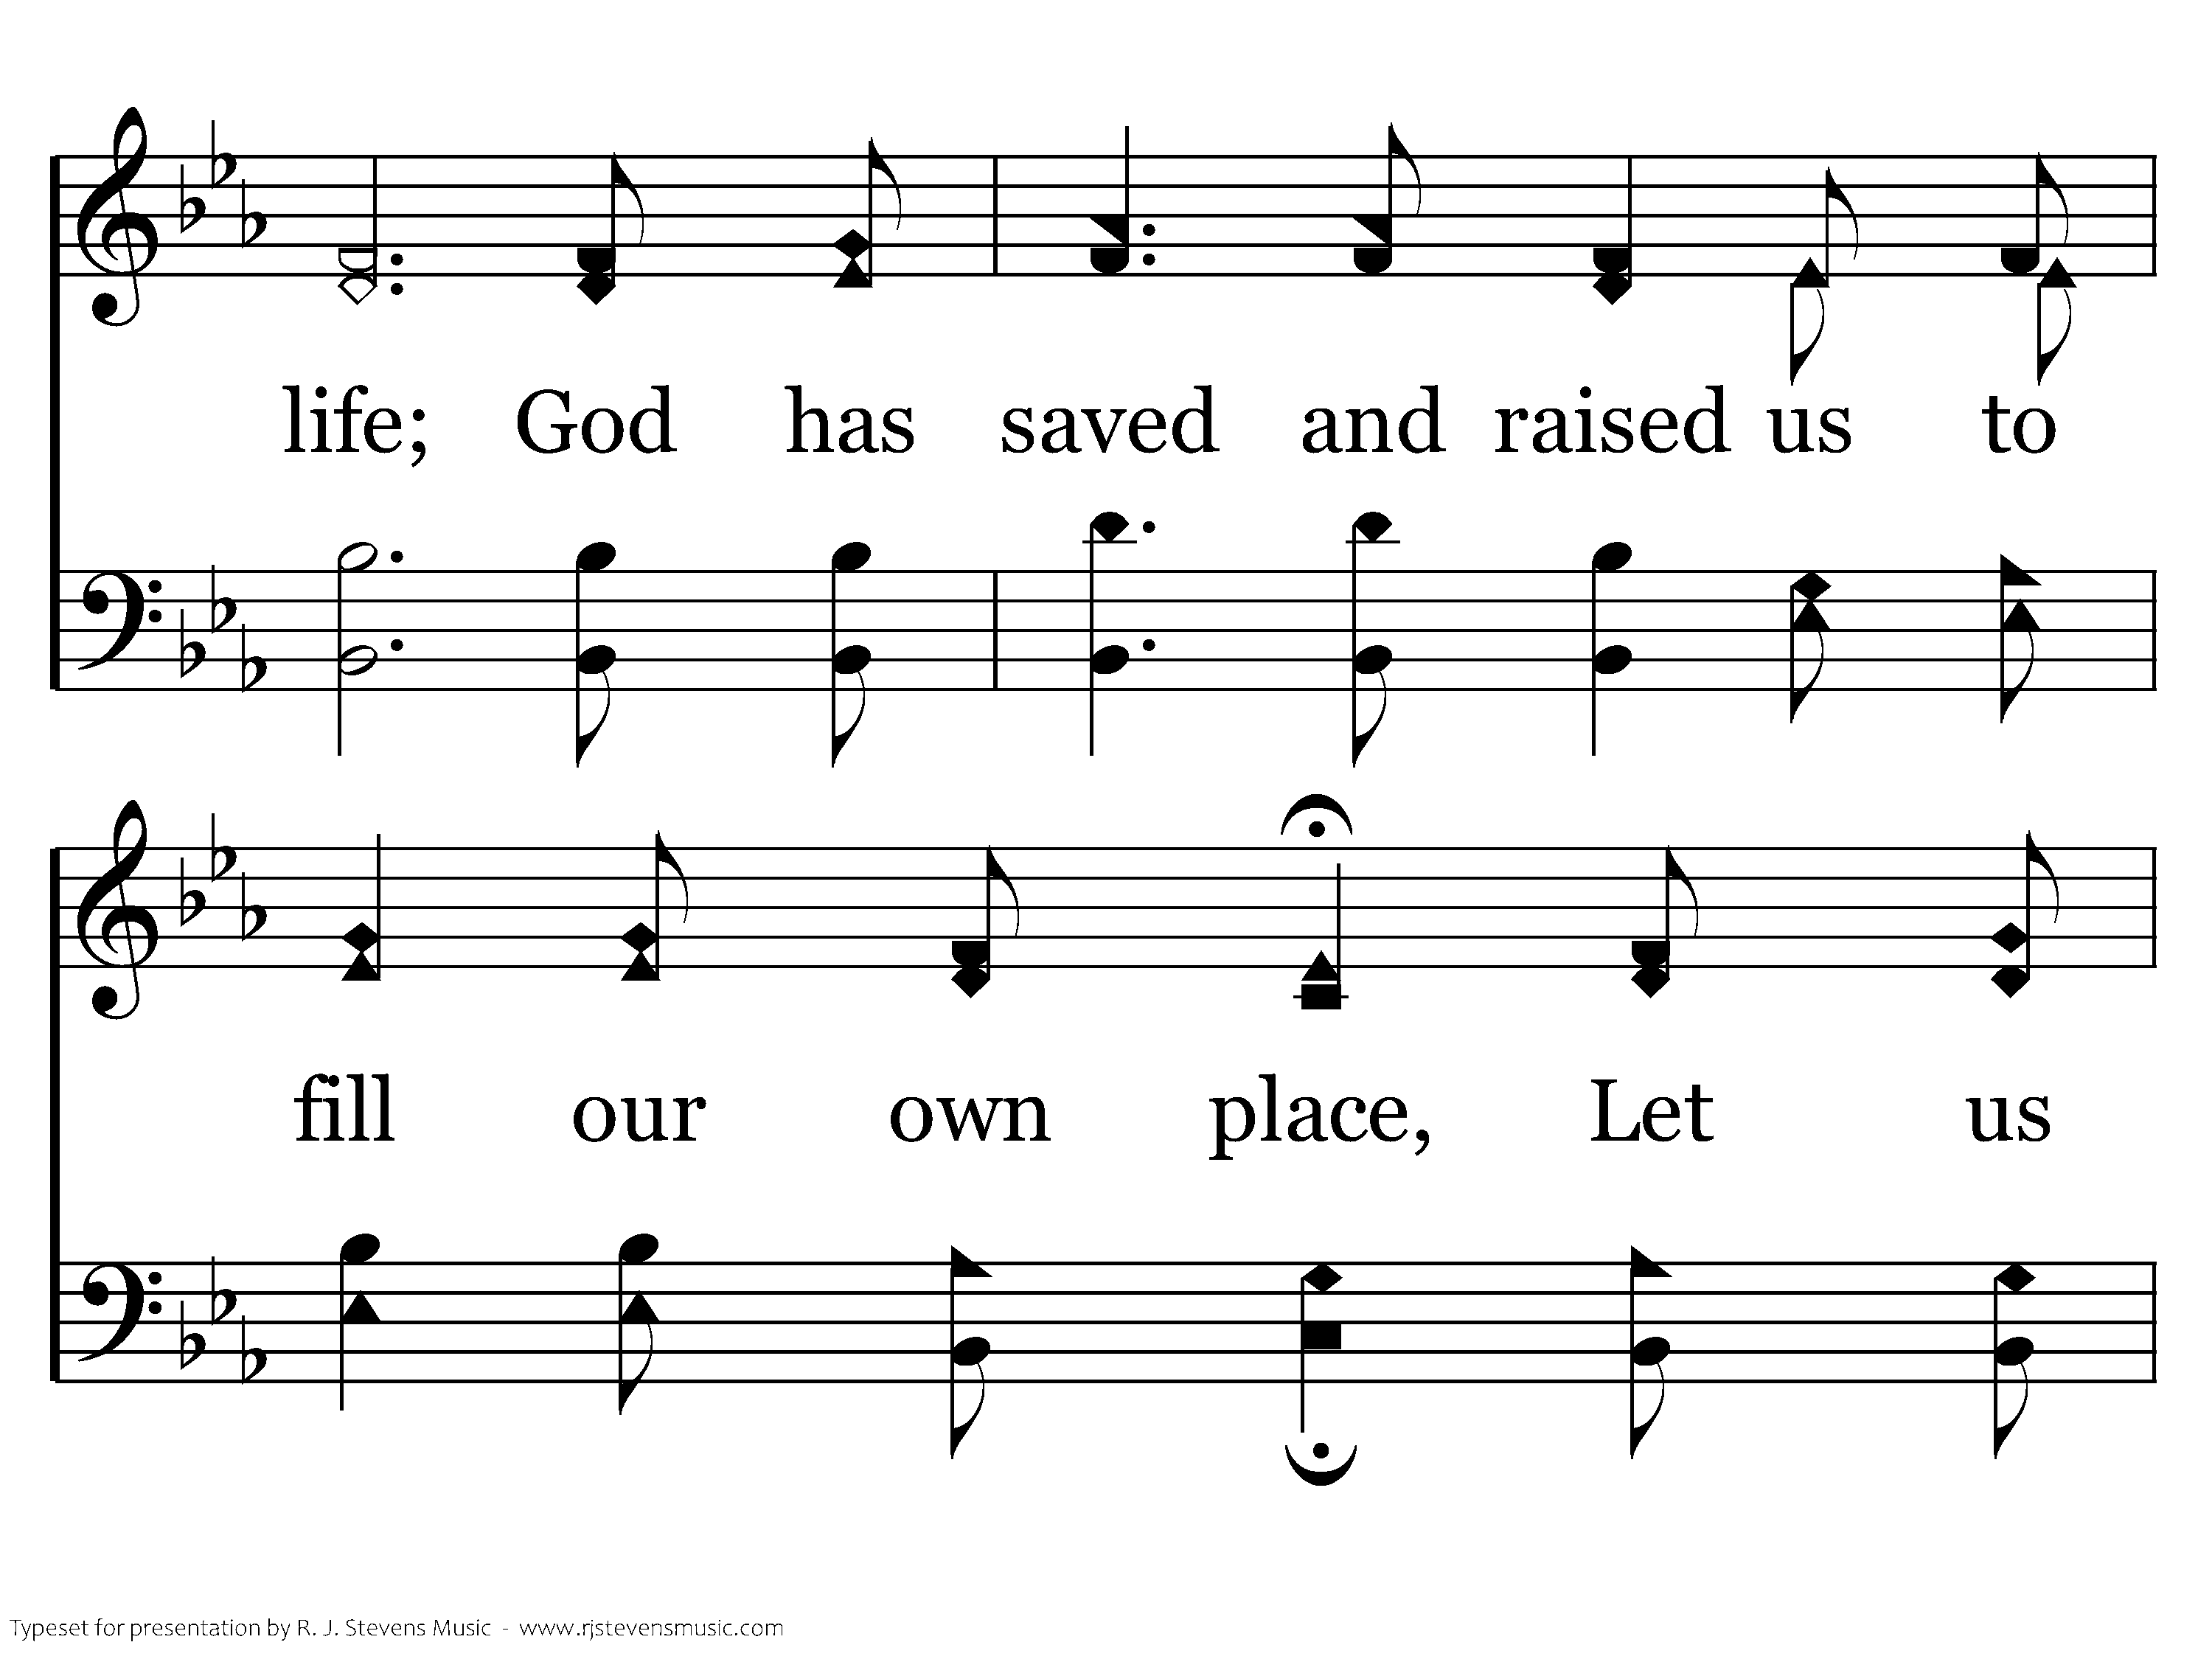 life; God has saved and raised us to
fill our own place, Let us
Typeset for presentation by R. J. Stevens Music - www.rjstevensmusic.com